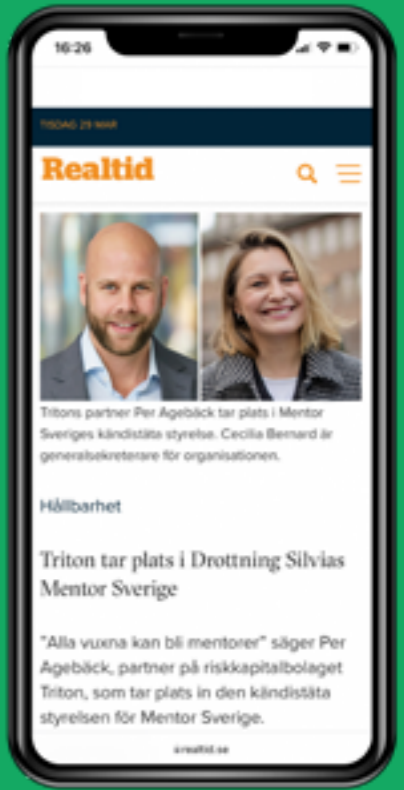 16:26
TISDAG 29 MAR
Realtid
Tritons partner Per Agebäck tar plats i Mentor
Sveriges kändistäta styrelse. Cecilia Bernard är
generalsekreterare för organisationen.
Hållbarhet
Triton tar plats i Drottning Silvias
Mentor Sverige
"Alla vuxna kan bli mentorer" säger Per
Agebäck, partner på riskkapitalbolaget
Triton, som tar plats in den kändistäta
styrelsen för Mentor Sverige.
realtid.se